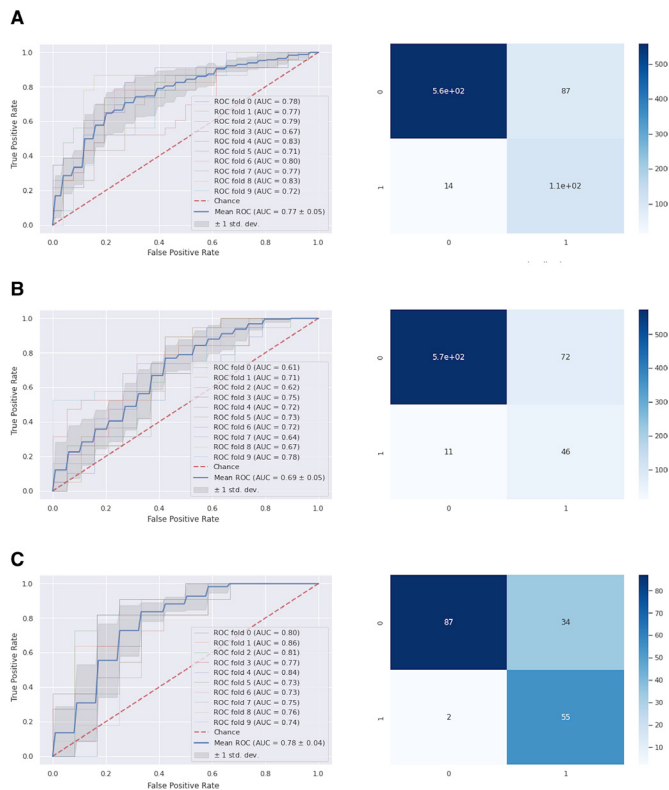 A
1.0
0.8
0.6
0.4
0.2
0.0
True Positive Rate
ROC fold 0 (AUC = 0.78)
ROC fold 1 (AUC = 0.77)
ROC fold 2 (AUC = 0.79)
ROC fold 3 (AUC = 0.67)
ROC fold 4 (AUC = 0.83)
ROC fold 5 (AUC = 0.71)
ROC fold 6 (AUC = 0.80)
ROC fold 7 (AUC = 0.77)
ROC fold 8 (AUC = 0.83)
ROC fold 9 (AUC = 0.72)
Chance
Mean ROC (AUC = 0.77 ± 0.05)
± 1 std. dev.
0.0 0.2 0.4 0.6 0.8 1.0
False Positive Rate
0
1
5.6e+02 87
14 1.1e+02
0 1
500
400
300
200
100
B
1.0
0.8
0.6
0.4
0.2
0.0
True Positive Rate
ROC fold 0 (AUC = 0.61)
ROC fold 1 (AUC = 0.71)
ROC fold 2 (AUC = 0.62)
ROC fold 3 (AUC = 0.75)
ROC fold 4 (AUC = 0.72)
ROC fold 5 (AUC = 0.73)
ROC fold 6 (AUC = 0.72)
ROC fold 7 (AUC = 0.64)
ROC fold 8 (AUC = 0.67)
ROC fold 9 (AUC = 0.78)
Chance
Mean ROC (AUC = 0.69 ± 0.05)
± 1 std. dev.
0.0 0.2 0.4 0.6 0.8 1.0
False Positive Rate
0
1
5.7e+02 72
11 46
0 1
500
400
300
200
100
C
1.0
0.8
0.6
0.4
0.2
0.0
True Positive Rate
ROC fold 0 (AUC = 0.80)
ROC fold 1 (AUC = 0.86)
ROC fold 2 (AUC = 0.81)
ROC fold 3 (AUC = 0.77)
ROC fold 4 (AUC = 0.84)
ROC fold 5 (AUC = 0.73)
ROC fold 6 (AUC = 0.73)
ROC fold 7 (AUC = 0.75)
ROC fold 8 (AUC = 0.76)
ROC fold 9 (AUC = 0.74)
Chance
Mean ROC (AUC = 0.78 ± 0.04)
± 1 std. dev.
0.0 0.2 0.4 0.6 0.8 1.0
False Positive Rate
0
1
87 34
2 55
0 1
80
70
60
50
40
30
20
10